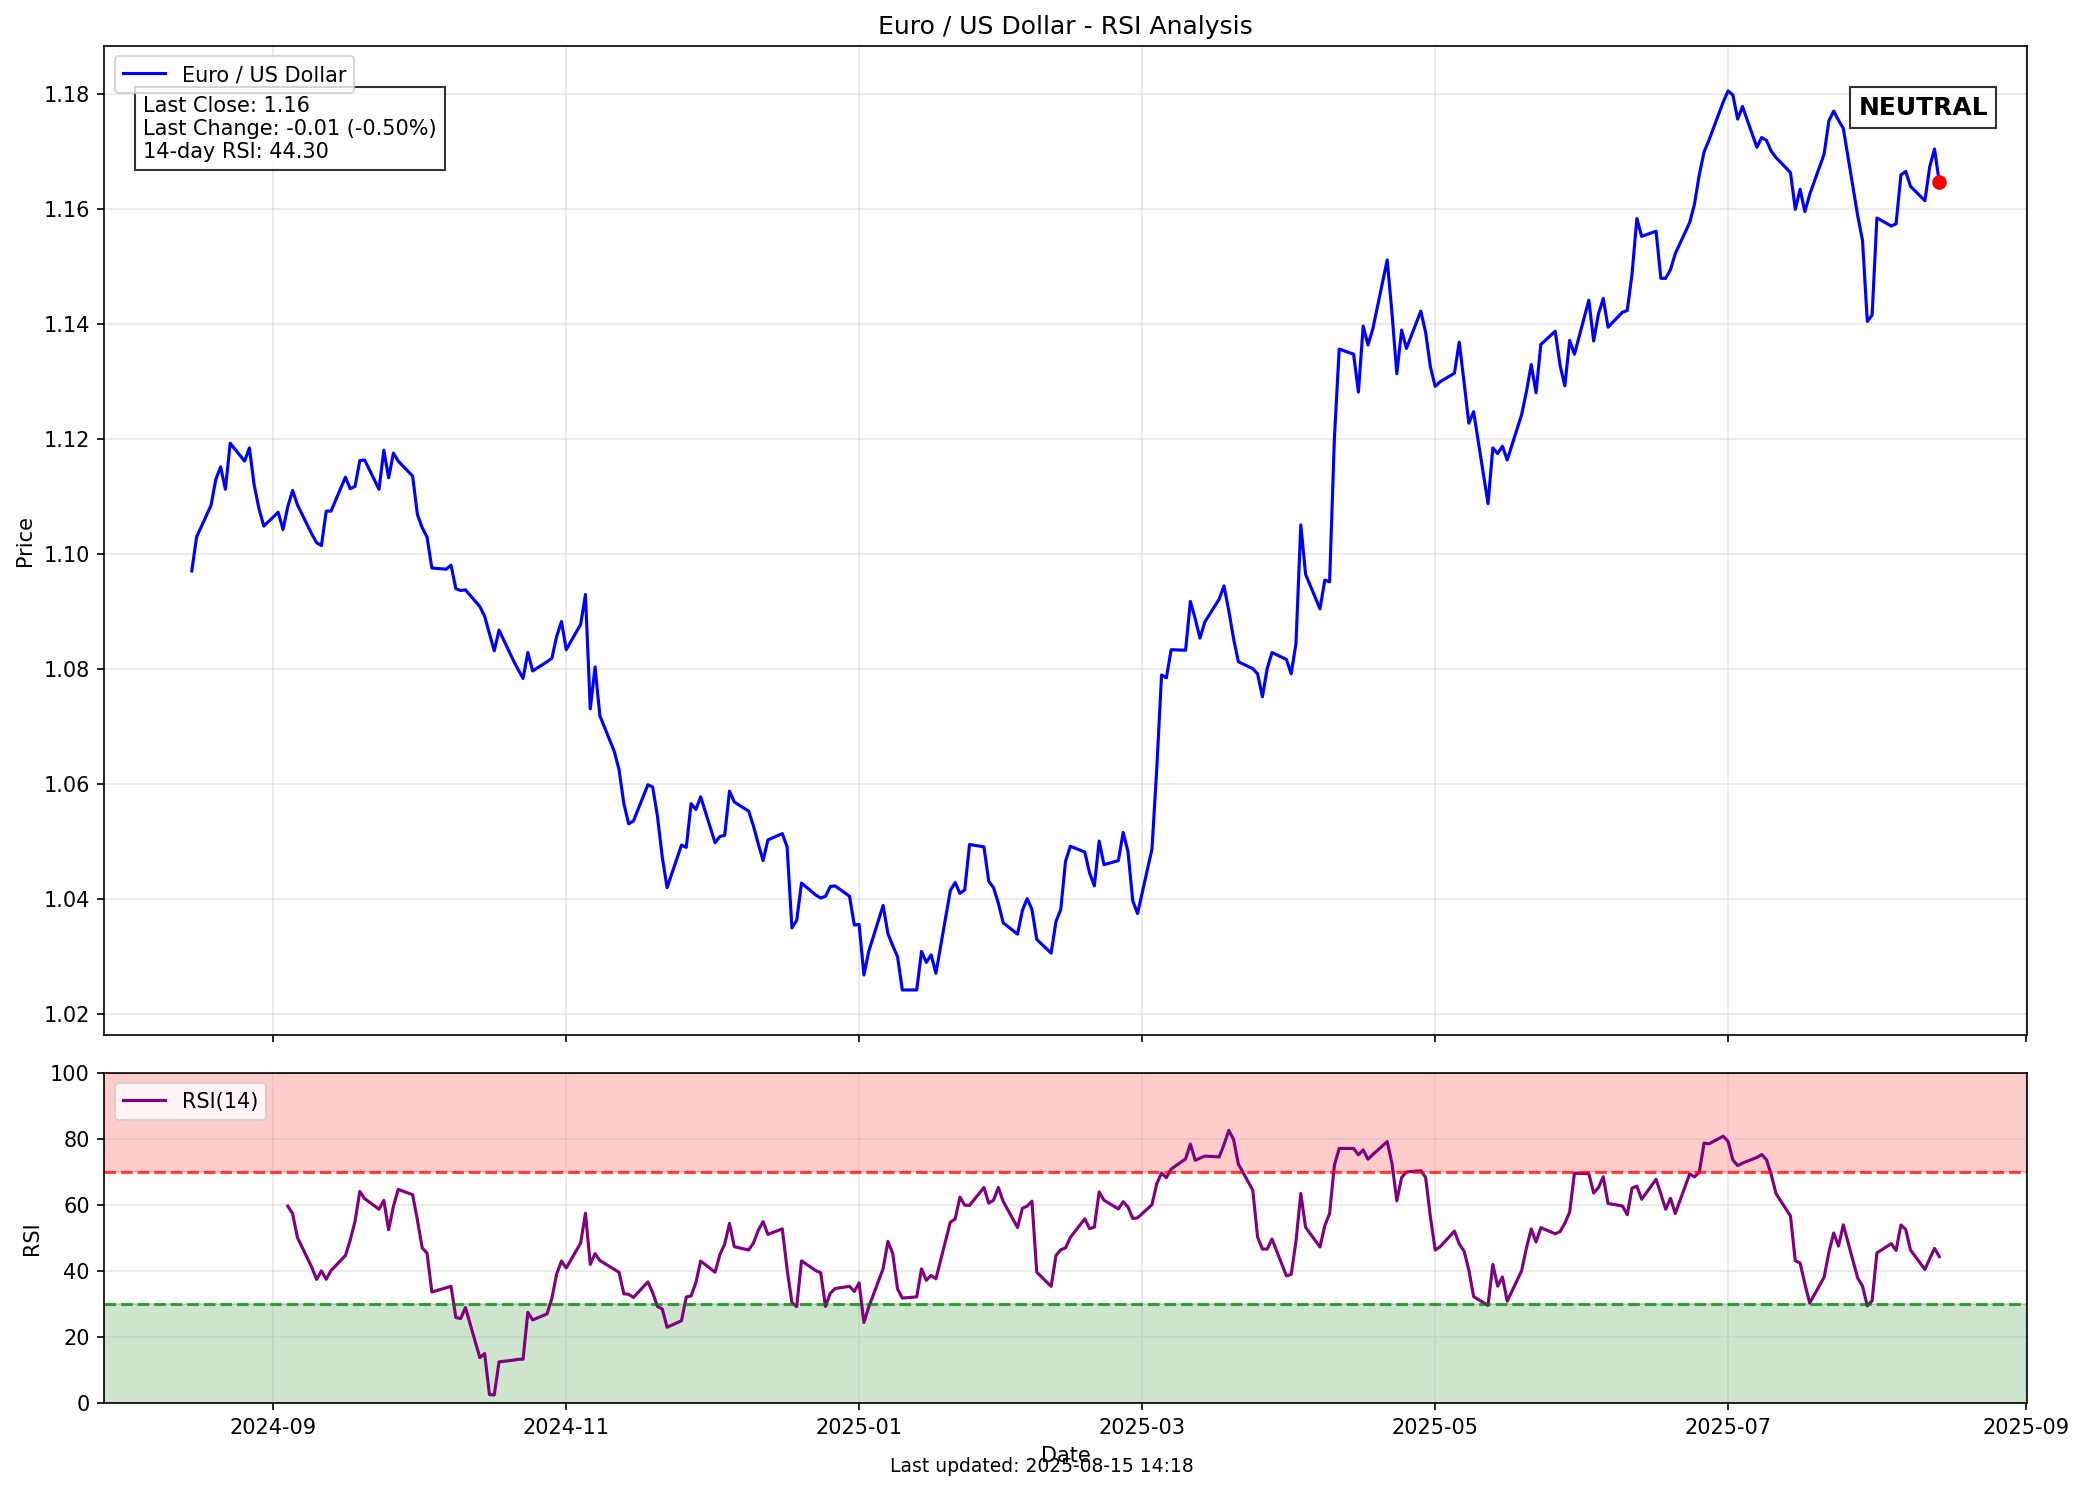 Euro / US Dollar - RSI Analysis
Euro / US Dollar
Last Close: 1.16
Last Change: -0.01 (-0.50%)
14-day RSI: 44.30
NEUTRAL
1.18
1.16
1.14
1.12
1.10
1.08
1.06
1.04
1.02
Price
RSI(14)
100
80
60
40
20
0
RSI
2024-09
2024-11
2025-01
2025-03
2025-05
2025-07
2025-09
Date
Last updated: 2025-08-15 14:18